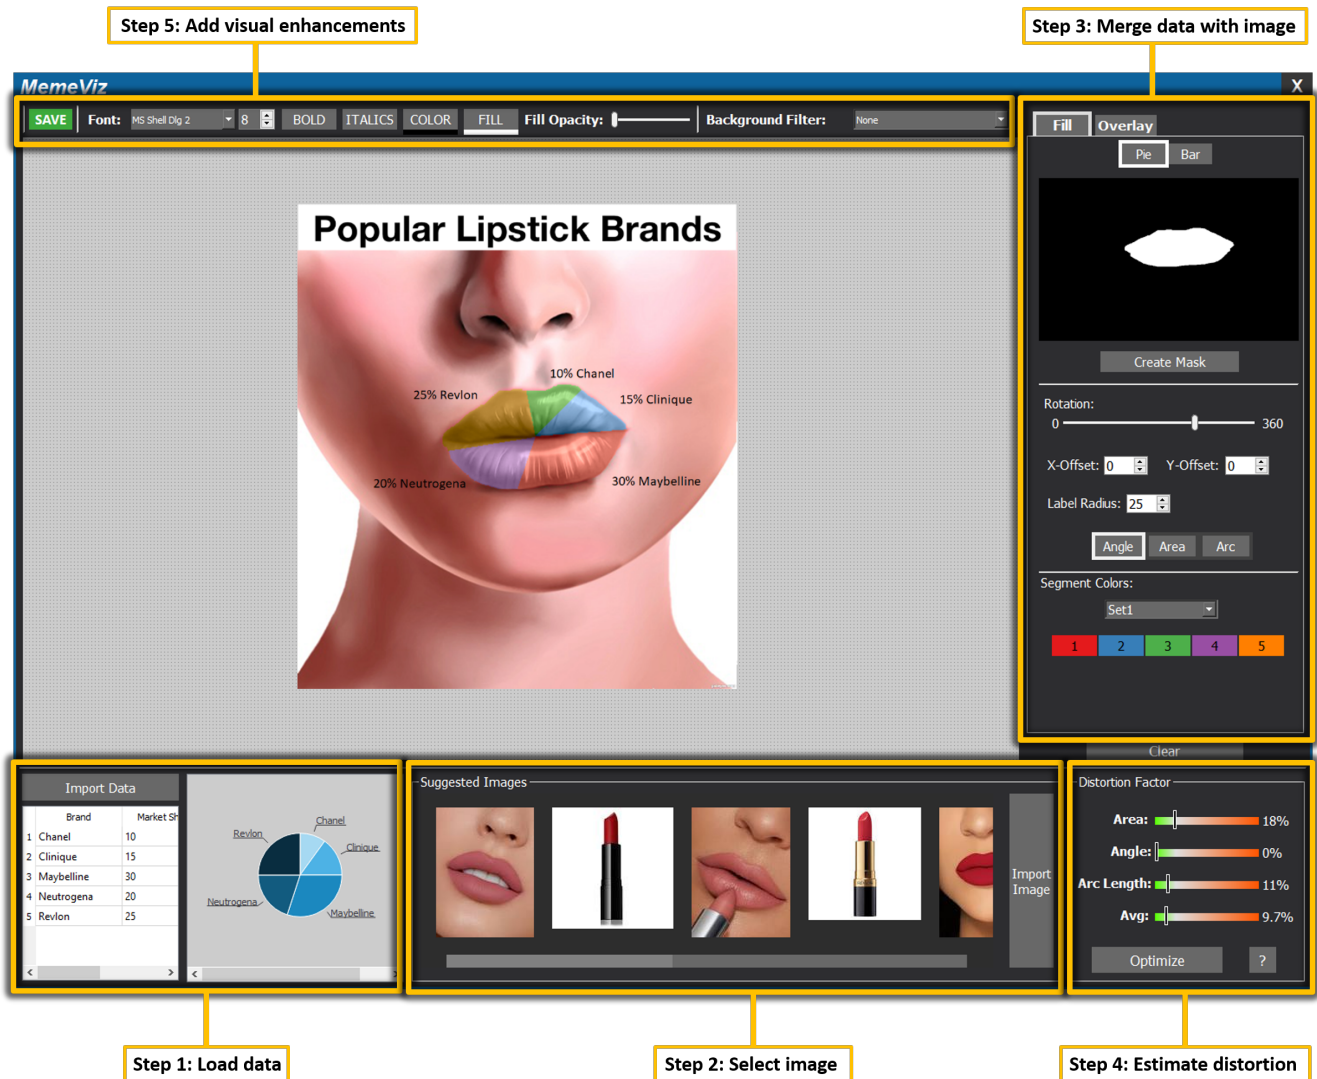 Step 5: Add visual enhancements
Step 3: Merge data with image
MemeViz
X
SAVE Font: MS Shell Dlg 2 8 BOLD ITALICS COLOR FILL Fill Opacity: Background Filter: None
Fill Overlay
Pie Bar
Create Mask
Rotation:
0 360
X-Offset: 0 Y-Offset: 0
Label Radius: 25
Angle Area Arc
Segment Colors:
Set1
1 2 3 4 5
Clear
Popular Lipstick Brands
10% Chanel
25% Revlon
15% Clinique
20% Neutrogena
30% Maybelline
Import Data
Brand Market Sh
1 Chanel 10
2 Clinique 15
3 Maybelline 30
4 Neutrogena 20
5 Revlon 25
Chanel
Revlon
Clinique
Neutrogena
Maybelline
Suggested Images
Import
Image
Distortion Factor
Area: 18%
Angle: 0%
Arc Length: 11%
Avg: 9.7%
Optimize ?
Step 1: Load data
Step 2: Select image
Step 4: Estimate distortion